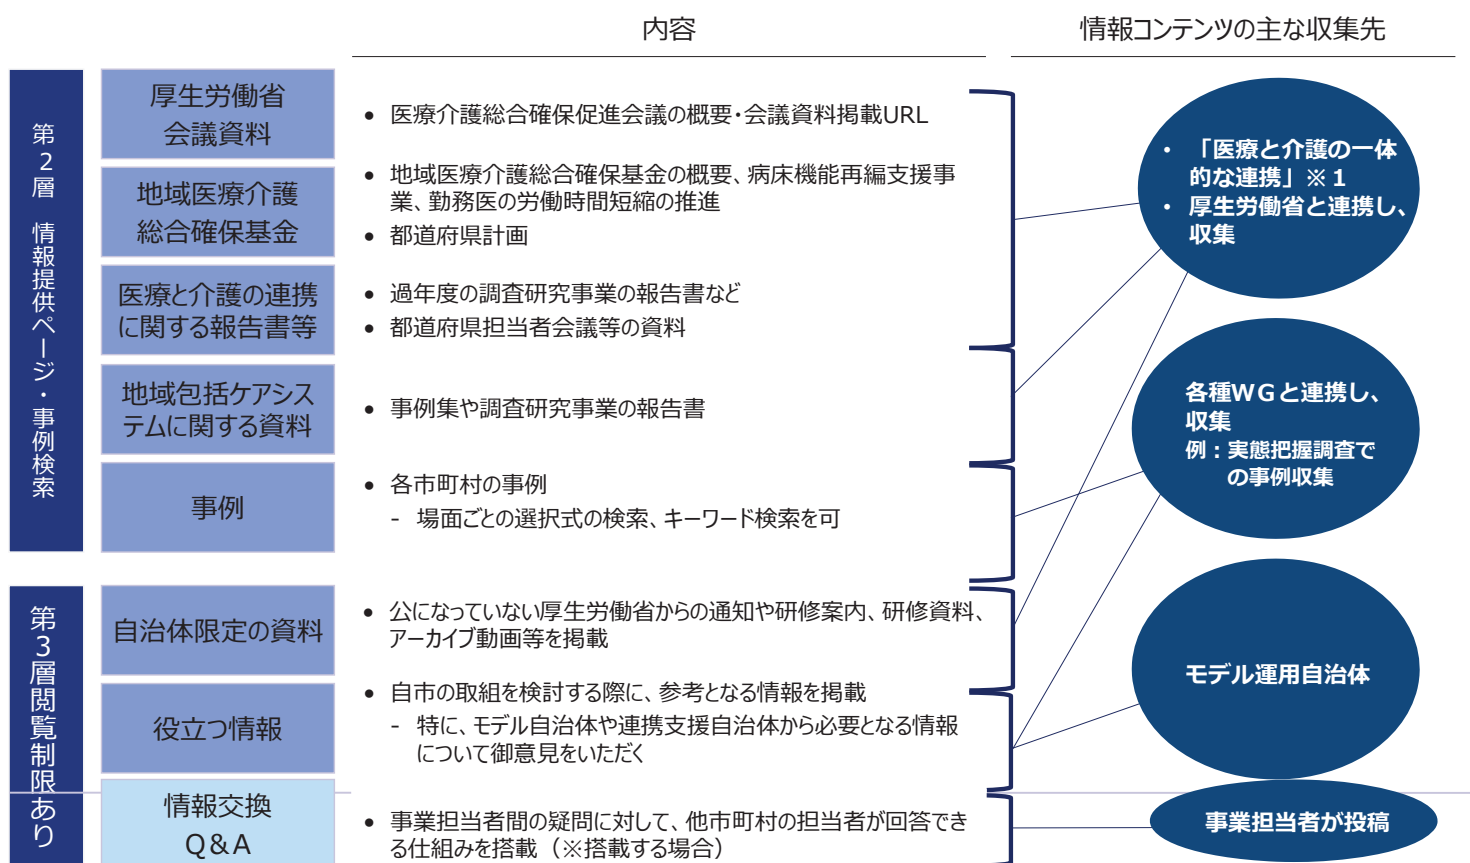 内容
情報コンテンツの主な収集先
第2層 情報提供ページ・事例検索
厚生労働省
会議資料
• 医療介護総合確保促進会議の概要・会議資料掲載URL
地域医療介護
総合確保基金
• 地域医療介護総合確保基金の概要、病床機能再編支援事
業、勤務医の労働時間短縮の推進
• 都道府県計画
医療と介護の連携
に関する報告書等
• 過年度の調査研究事業の報告書など
• 都道府県担当者会議等の資料
地域包括ケアシス
テムに関する資料
• 事例集や調査研究事業の報告書
事例
• 各市町村の事例
- 場面ごとの選択式の検索、キーワード検索を可
第3層閲覧制限あり
自治体限定の資料
• 公になっていない厚生労働省からの通知や研修案内、研修資料、
アーカイブ動画等を掲載
役立つ情報
• 自市の取組を検討する際に、参考となる情報を掲載
- 特に、モデル自治体や連携支援自治体から必要となる情報
について御意見をいただく
情報交換
Q&A
• 事業担当者間の疑問に対して、他市町村の担当者が回答でき
る仕組みを搭載（※搭載する場合）
• 「医療と介護の一体
的な連携」※1
• 厚生労働省と連携し、
収集
各種WGと連携し、
収集
例：実態把握調査で
の事例収集
モデル運用自治体
事業担当者が投稿